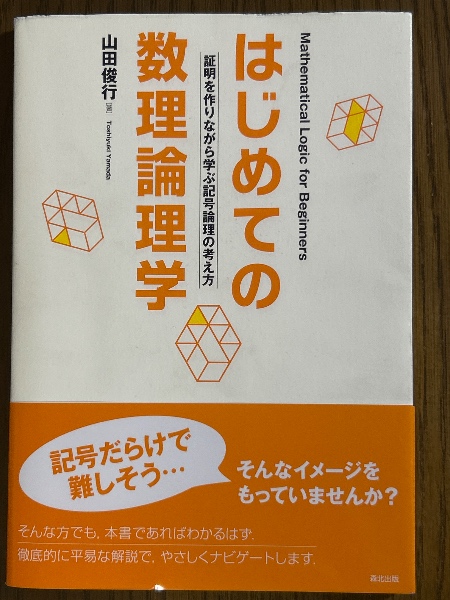 Mathematical Logic for Beginners
はじめての
数理論理学
証明を作りながら学ぶ記号論理の考え方
山田俊行[著]
Toshiyuki Yamada
記号だらけで
難しそう…
そんなイメージを
もっていませんか?
そんな方でも,本書であればわかるはず.
徹底的に平易な解説で,やさしくナビゲートします.
森北出版